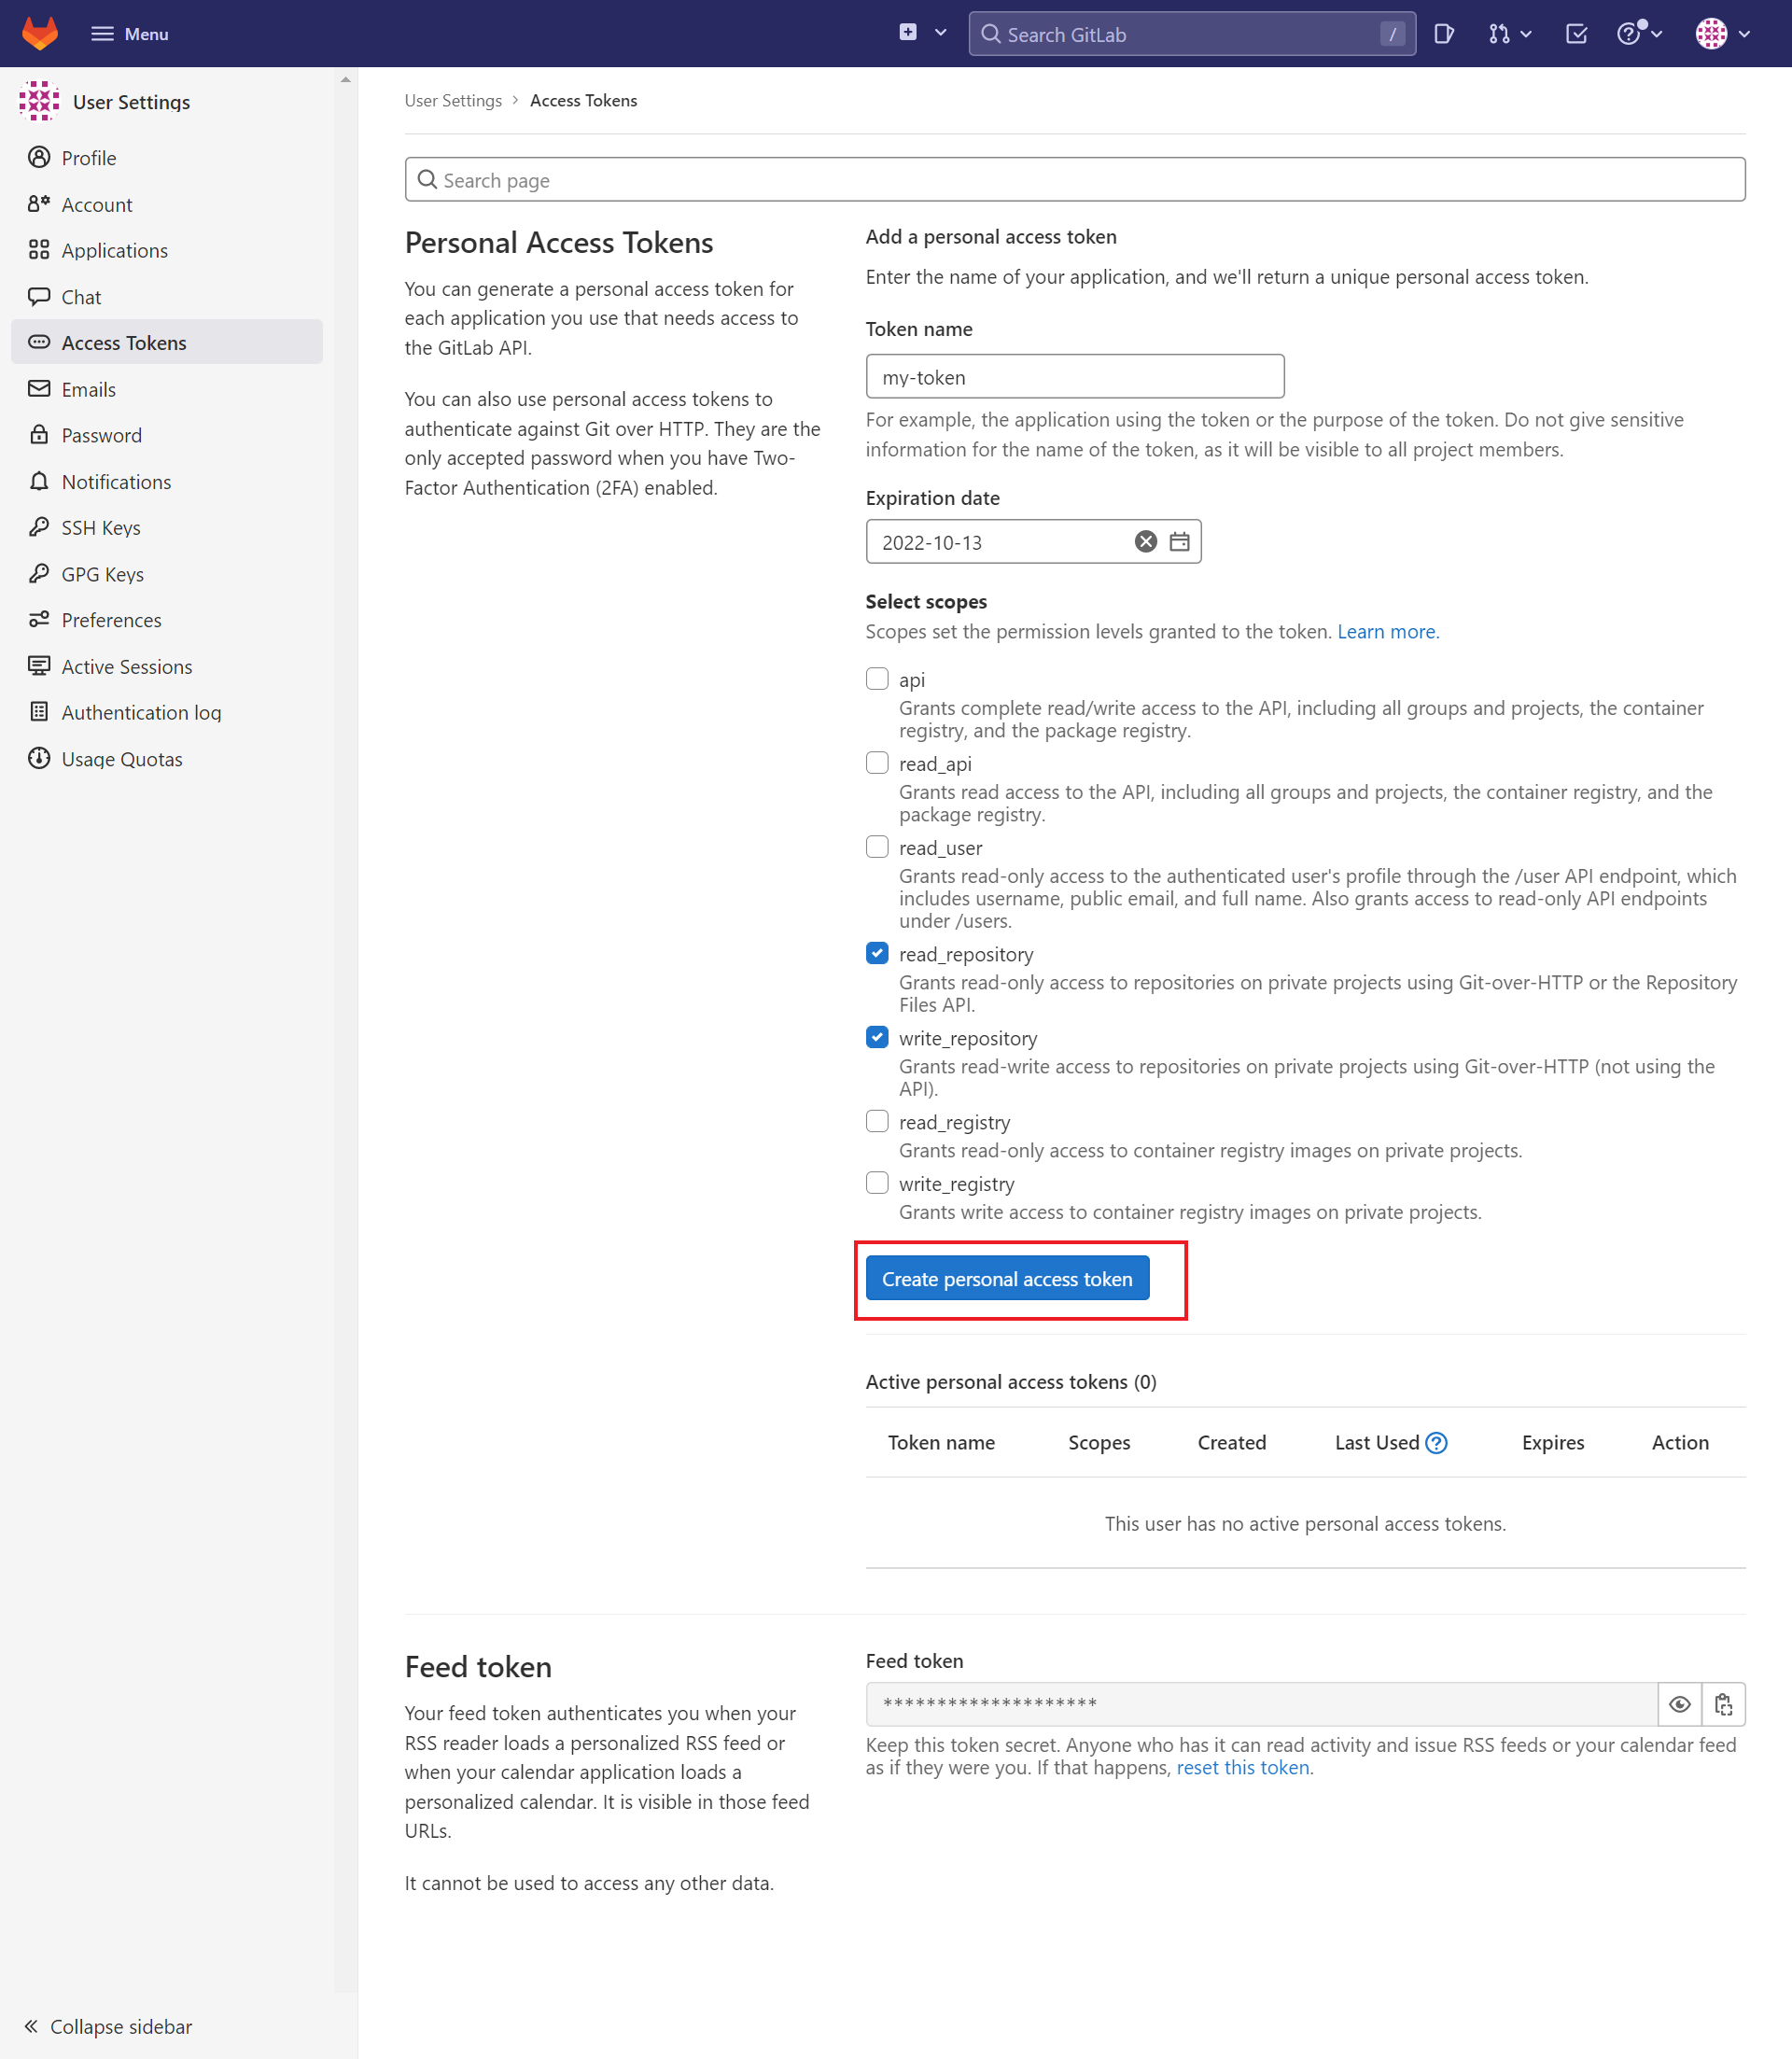 Menu
Search GitLab
/
User Settings
Profile
Account
Applications
Chat
Access Tokens
Emails
Password
Notifications
SSH Keys
GPG Keys
Preferences
Active Sessions
Authentication log
Usage Quotas
Collapse sidebar
User Settings > Access Tokens
Search page
Personal Access Tokens
You can generate a personal access token for
each application you use that needs access to
the GitLab API.
You can also use personal access tokens to
authenticate against Git over HTTP. They are the
only accepted password when you have Two-
Factor Authentication (2FA) enabled.
Add a personal access token
Enter the name of your application, and we'll return a unique personal access token.
Token name
my-token
For example, the application using the token or the purpose of the token. Do not give sensitive
information for the name of the token, as it will be visible to all project members.
Expiration date
2022-10-13
Select scopes
Scopes set the permission levels granted to the token. Learn more.
api
Grants complete read/write access to the API, including all groups and projects, the container
registry, and the package registry.
read_api
Grants read access to the API, including all groups and projects, the container registry, and the
package registry.
read_user
Grants read-only access to the authenticated user's profile through the /user API endpoint, which
includes username, public email, and full name. Also grants access to read-only API endpoints
under /users.
read_repository
Grants read-only access to repositories on private projects using Git-over-HTTP or the Repository
Files API.
write_repository
Grants read-write access to repositories on private projects using Git-over-HTTP (not using the
API).
read_registry
Grants read-only access to container registry images on private projects.
write_registry
Grants write access to container registry images on private projects.
Create personal access token
Active personal access tokens (0)
Token name Scopes Created Last Used Expires Action
This user has no active personal access tokens.
Feed token
Your feed token authenticates you when your
RSS reader loads a personalized RSS feed or
when your calendar application loads a
personalized calendar. It is visible in those feed
URLs.
It cannot be used to access any other data.
Feed token
********************
Keep this token secret. Anyone who has it can read activity and issue RSS feeds or your calendar feed
as if they were you. If that happens, reset this token.